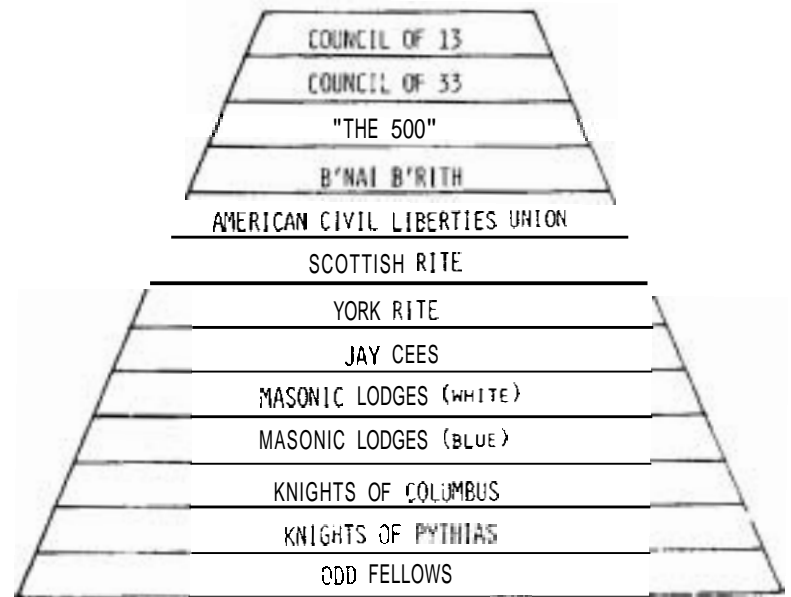 COUNCIL OF 13
COUNCIL OF 33
"THE 500"
B'NAI B'RITH
AMERICAN CIVIL LIBERTIES UNION
SCOTTISH RITE
YORK RITE
JAY CEES
MASONIC LODGES (WHITE)
MASONIC LODGES (BLUE)
KNIGHTS OF COLUMBUS
KNIGHTS OF PYTHIAS
ODD FELLOWS